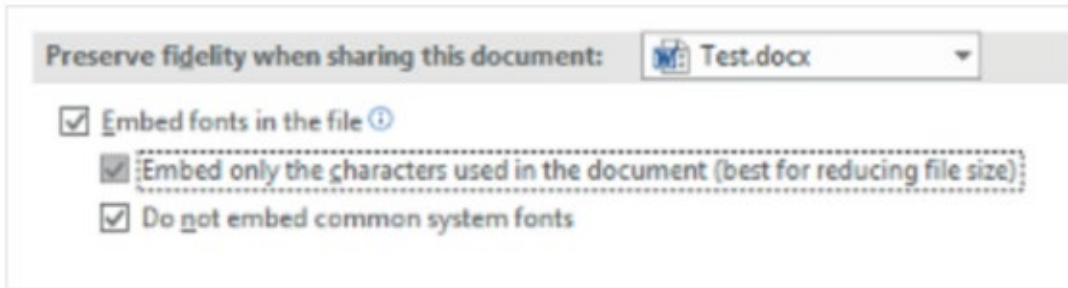 Preserve fidelity when sharing this document: Test.docx
Embed fonts in the file
Embed only the characters used in the document (best for reducing file size)
Do not embed common system fonts